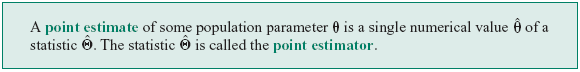 A point estimate of some population parameter θ is a single numerical value θ̂ of a
statistic Θ̂. The statistic Θ̂ is called the point estimator.